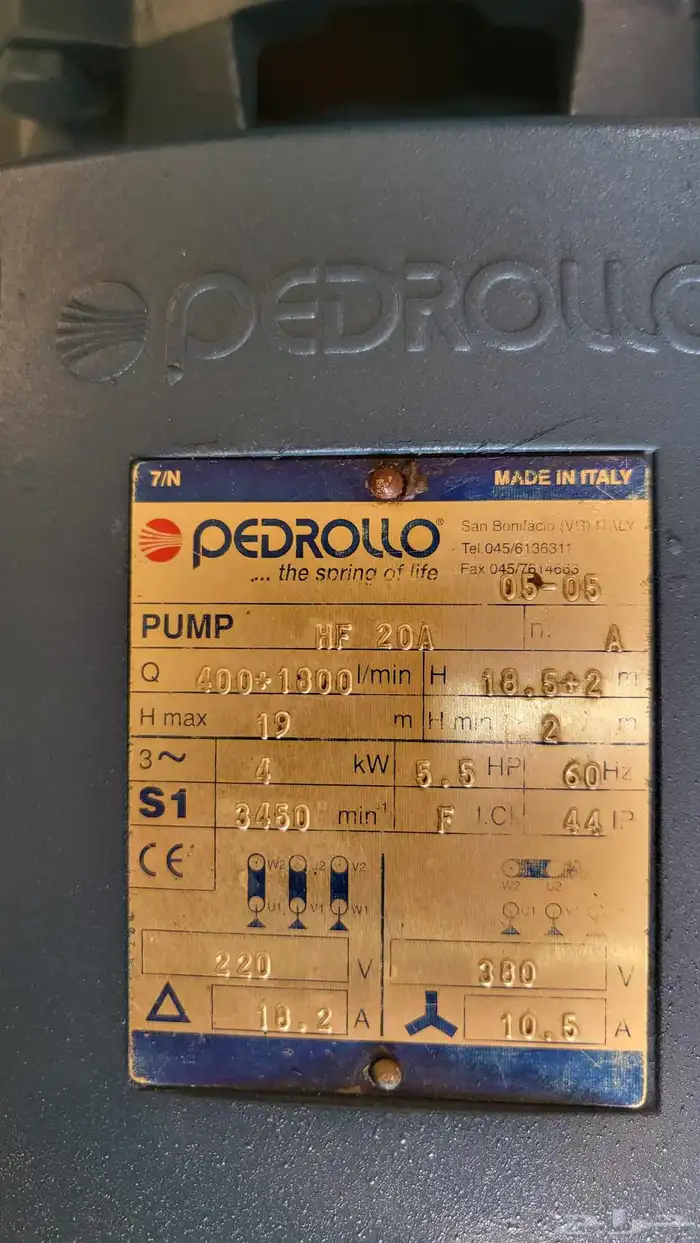 PEDROLLO
7/N MADE IN ITALY
PEDROLLO® San Bonifacio (VR) ITALY
Tel.045/6136311
... the spring of life Fax 045/7614663
05-05
PUMP HF 20A n. A
Q 400÷1800 l/min H 18.5÷2 m
H max 19 m H min 2 m
3~ 4 kW 5.5 HP 60 Hz
S1 3450 min-1 F I.Cl 44 IP
CE W2 U2 V2 W2 U2
U1 V1 W1 U1 V1
220 V 380 V
Δ 18.2 A 10.5 A
حراج